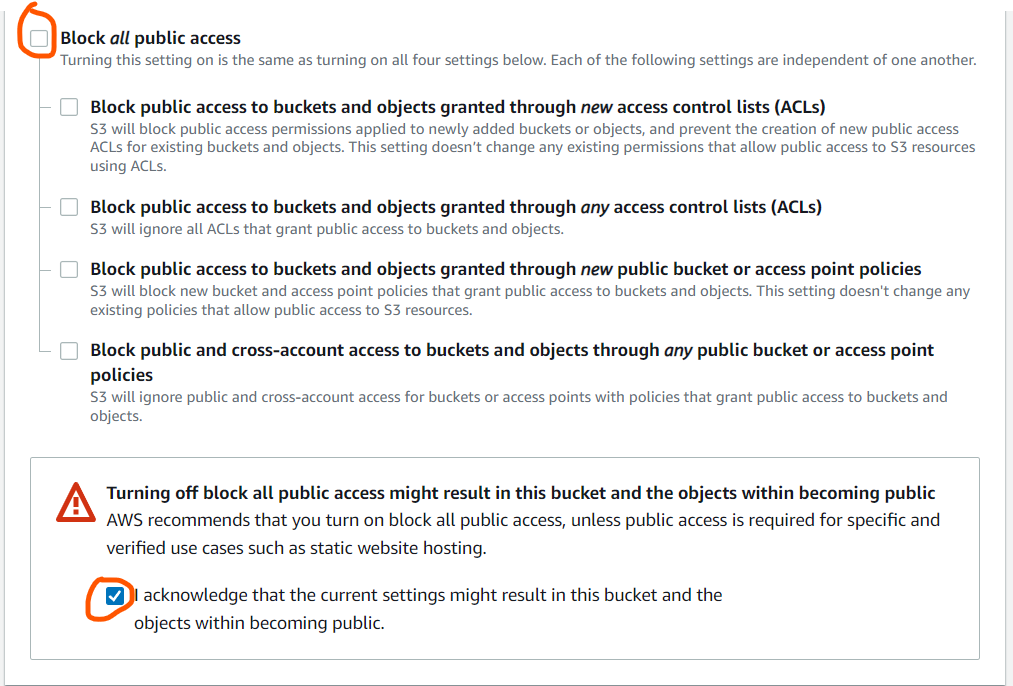 Block all public access
Turning this setting on is the same as turning on all four settings below. Each of the following settings are independent of one another.
Block public access to buckets and objects granted through new access control lists (ACLs)
S3 will block public access permissions applied to newly added buckets or objects, and prevent the creation of new public access
ACLs for existing buckets and objects. This setting doesn't change any existing permissions that allow public access to S3 resources
using ACLs.
Block public access to buckets and objects granted through any access control lists (ACLs)
S3 will ignore all ACLs that grant public access to buckets and objects.
Block public access to buckets and objects granted through new public bucket or access point policies
S3 will block new bucket and access point policies that grant public access to buckets and objects. This setting doesn't change any
existing policies that allow public access to S3 resources.
Block public and cross-account access to buckets and objects through any public bucket or access point
policies
S3 will ignore public and cross-account access for buckets or access points with policies that grant public access to buckets and
objects.
Turning off block all public access might result in this bucket and the objects within becoming public
AWS recommends that you turn on block all public access, unless public access is required for specific and
verified use cases such as static website hosting.
I acknowledge that the current settings might result in this bucket and the
objects within becoming public.